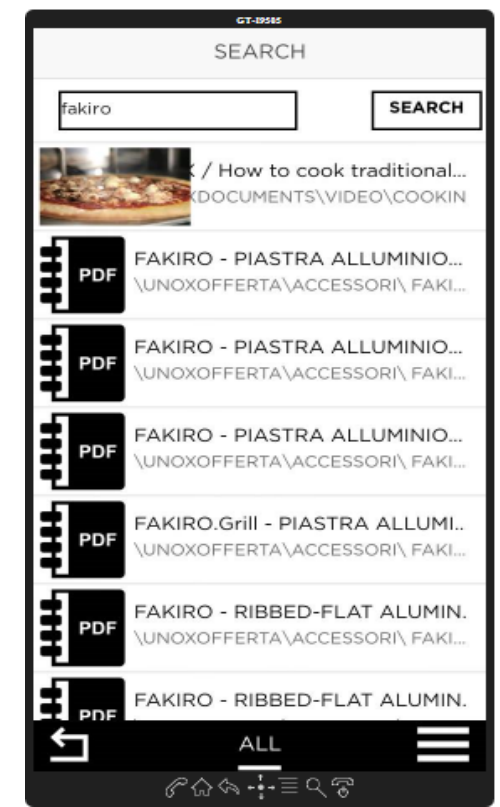 GT-I9505
SEARCH
fakiro
SEARCH
/ How to cook traditional...
DOCUMENTS\VIDEO\COOKIN
PDF
FAKIRO - PIASTRA ALLUMINIO...
\UNOXOFFERTA\ACCESSORI\ FAKI...
PDF
FAKIRO - PIASTRA ALLUMINIO...
\UNOXOFFERTA\ACCESSORI\ FAKI...
PDF
FAKIRO - PIASTRA ALLUMINIO...
\UNOXOFFERTA\ACCESSORI\ FAKI...
PDF
FAKIRO.Grill - PIASTRA ALLUMI..
\UNOXOFFERTA\ACCESSORI\ FAKI...
PDF
FAKIRO - RIBBED-FLAT ALUMIN.
\UNOXOFFERTA\ACCESSORI\ FAKI...
PDF
FAKIRO - RIBBED-FLAT ALUMIN.
ALL